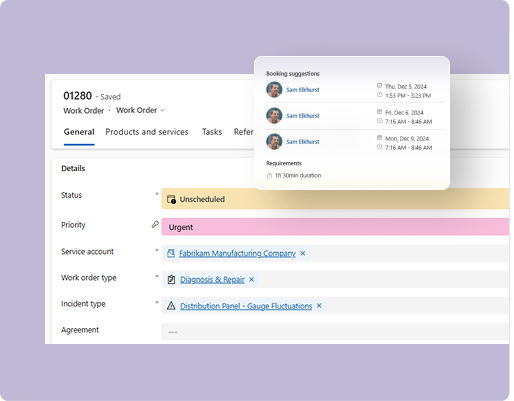 01280 - Saved
Work Order · Work Order
General Products and services Tasks Refer
Booking suggestions
Sam Elkhurst
Thu, Dec 5, 2024
1:53 PM - 3:23 PM
Sam Elkhurst
Fri, Dec 6, 2024
7:16 AM - 8:46 AM
Sam Elkhurst
Mon, Dec 9, 2024
7:16 AM - 8:46 AM
Requirements
1h 30min duration
Details
Status * Unscheduled
Priority Urgent
Service account * Fabrikam Manufacturing Company ×
Work order type * Diagnosis & Repair ×
Incident type * Distribution Panel - Gauge Fluctuations ×
Agreement ---